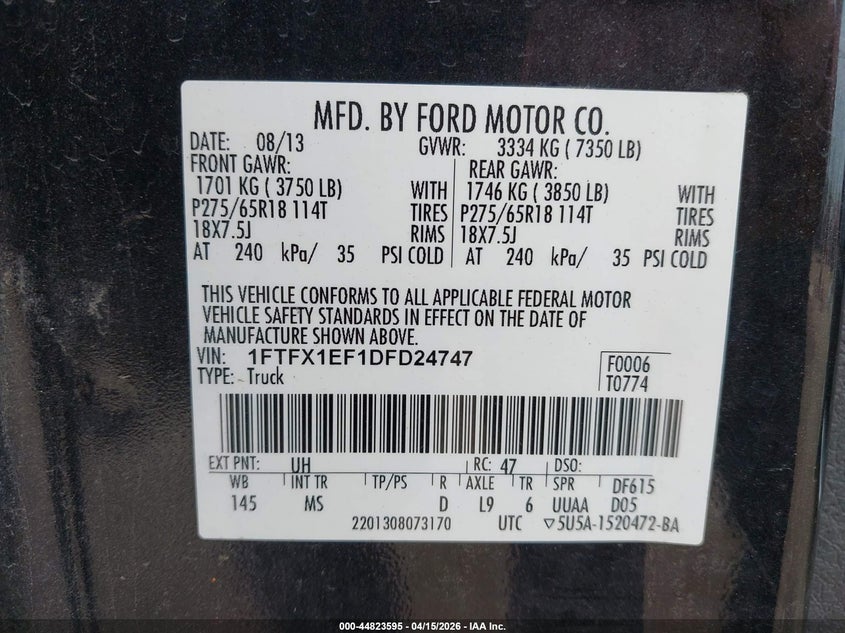 MFD. BY FORD MOTOR CO.
DATE: 08/13 GVWR: 3334 KG ( 7350 LB)
FRONT GAWR: REAR GAWR:
1701 KG ( 3750 LB) WITH 1746 KG ( 3850 LB) WITH
P275/65R18 114T TIRES P275/65R18 114T TIRES
18X7.5J RIMS 18X7.5J RIMS
AT 240 kPa/ 35 PSI COLD AT 240 kPa/ 35 PSI COLD
THIS VEHICLE CONFORMS TO ALL APPLICABLE FEDERAL MOTOR
VEHICLE SAFETY STANDARDS IN EFFECT ON THE DATE OF
MANUFACTURE SHOWN ABOVE.
VIN: 1FTFX1EF1DFD24747 F0006
TYPE: Truck T0774
EXT PNT: UH RC: 47 DSO:
WB INT TR TP/PS R AXLE TR SPR DF615
145 MS D L9 6 UUAA D05
2201308073170 UTC ▽5U5A-1520472-BA
000-44823595 - 04/15/2026 - IAA Inc.